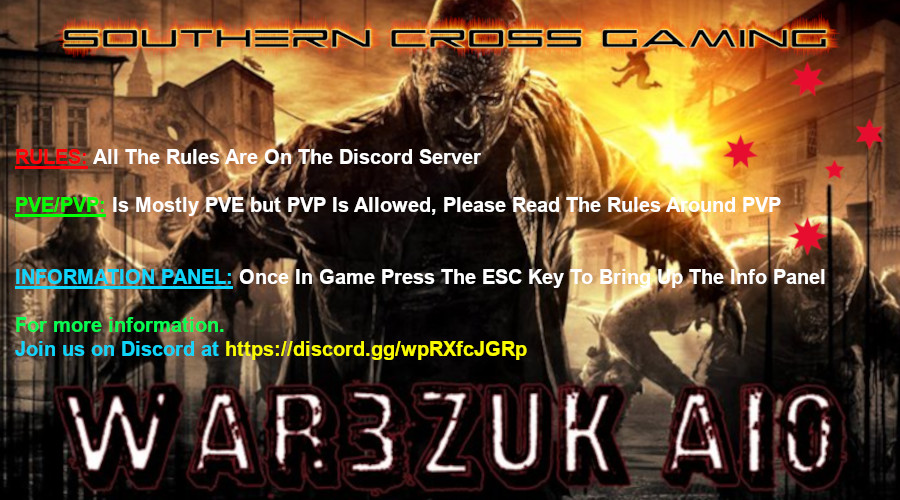 SOUTHERN CROSS GAMING
RULES: All The Rules Are On The Discord Server
PVE/PVP: Is Mostly PVE but PVP Is Allowed, Please Read The Rules Around PVP
INFORMATION PANEL: Once In Game Press The ESC Key To Bring Up The Info Panel
For more information.
Join us on Discord at https://discord.gg/wpRXfcJGRp
WAR3ZUK AIO